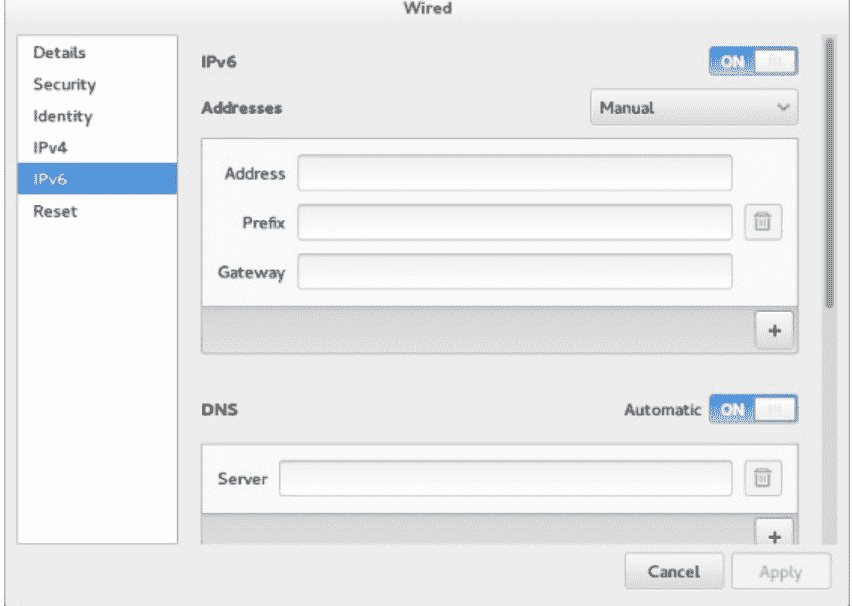 Wired
Details
Security
Identity
IPv4
IPv6
Reset
IPv6 ON
Addresses Manual
Address
Prefix
Gateway
+
DNS Automatic ON
Server
+
Cancel Apply